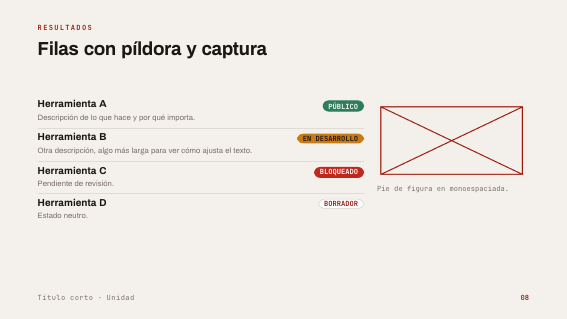 RESULTADOS
Filas con píldora y captura
Herramienta A
PÚBLICO
Descripción de lo que hace y por qué importa.
Herramienta B
EN DESARROLLO
Otra descripción, algo más larga para ver cómo ajusta el texto.
Herramienta C
BLOQUEADO
Pendiente de revisión.
Herramienta D
BORRADOR
Estado neutro.
Pie de figura en monoespaciada.
Título corto - Unidad
08